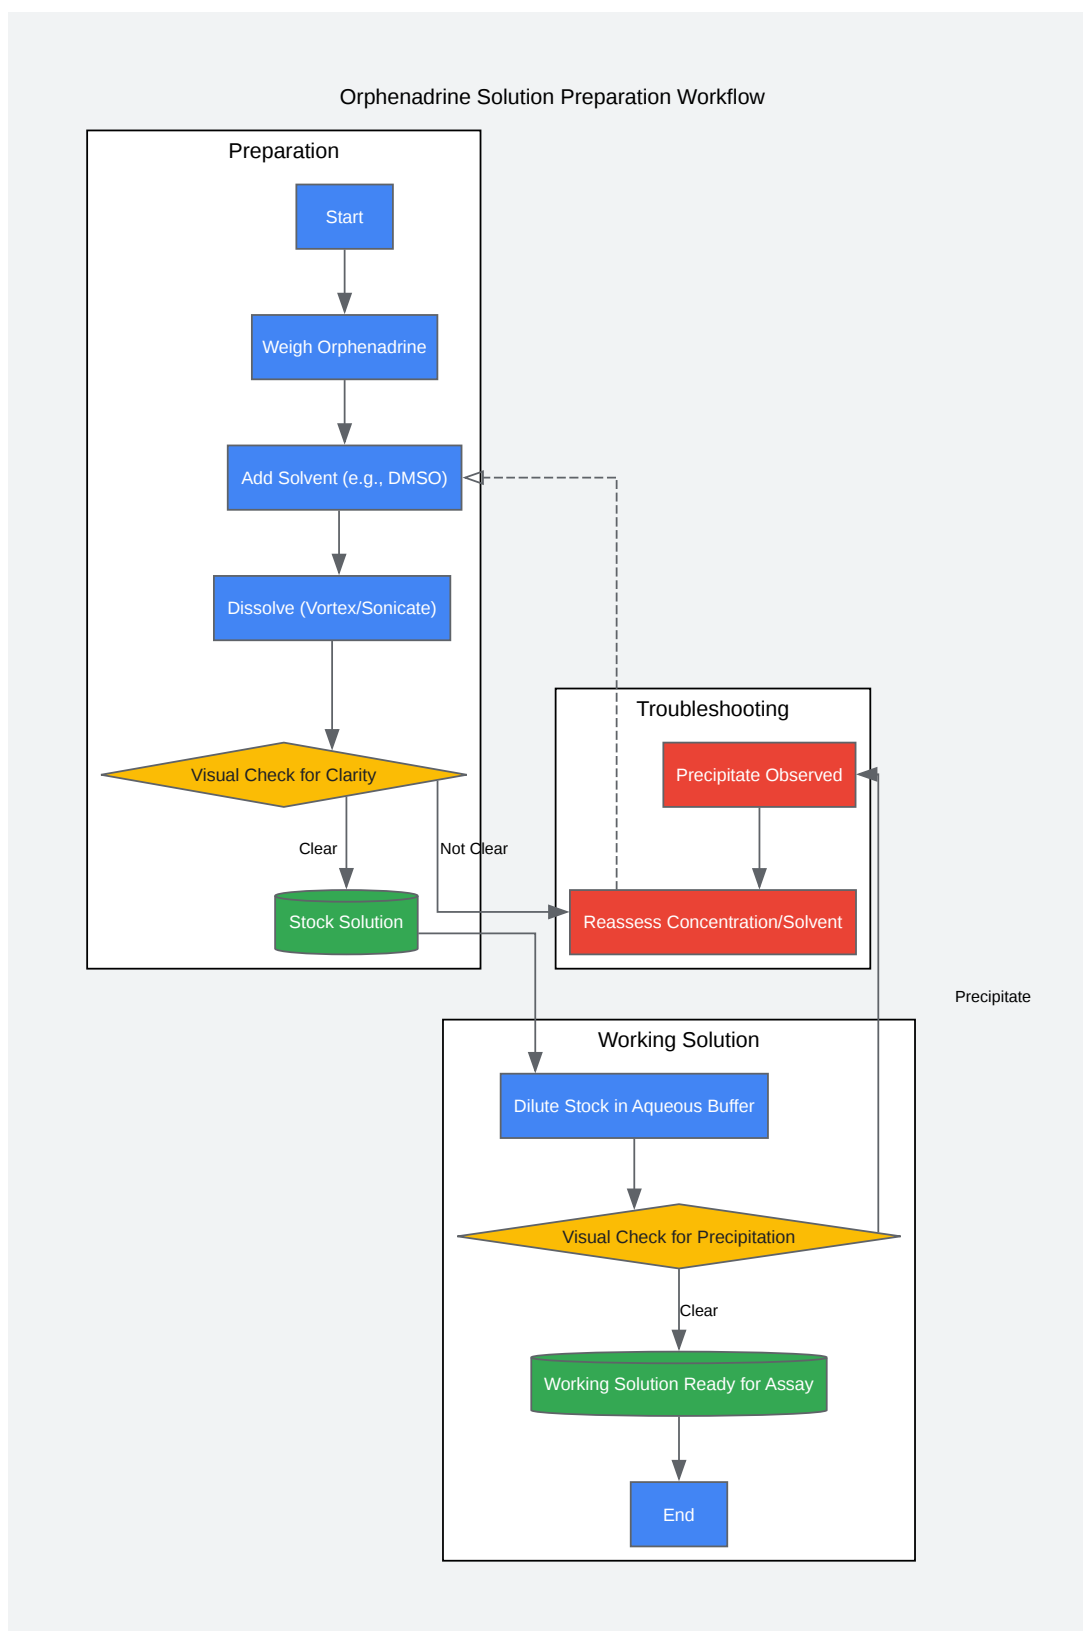 Orphenadrine Solution Preparation Workflow
Preparation
Start
Weigh Orphenadrine
Add Solvent (e.g., DMSO)
Dissolve (Vortex/Sonicate)
Visual Check for Clarity
Clear
Not Clear
Stock Solution
Troubleshooting
Precipitate Observed
Reassess Concentration/Solvent
Precipitate
Working Solution
Dilute Stock in Aqueous Buffer
Visual Check for Precipitation
Clear
Working Solution Ready for Assay
End